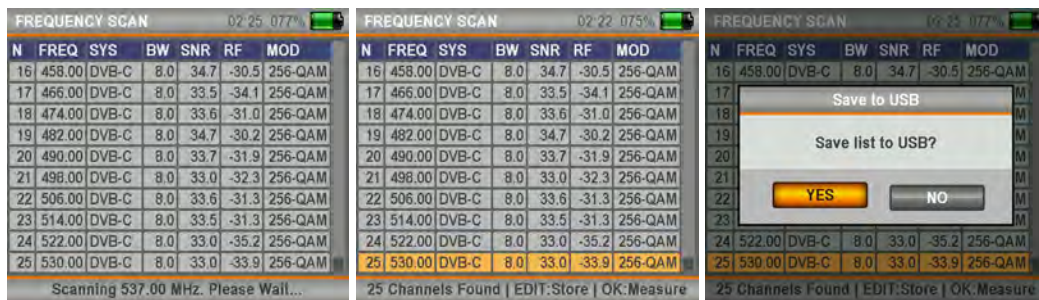 FREQUENCY SCAN 02:25 077%
N FREQ SYS BW SNR RF MOD
16 458.00 DVB-C 8.0 34.7 -30.5 256-QAM
17 466.00 DVB-C 8.0 33.5 -34.1 256-QAM
18 474.00 DVB-C 8.0 33.6 -31.0 256-QAM
19 482.00 DVB-C 8.0 34.7 -30.2 256-QAM
20 490.00 DVB-C 8.0 33.7 -31.9 256-QAM
21 498.00 DVB-C 8.0 33.0 -32.3 256-QAM
22 506.00 DVB-C 8.0 33.6 -31.3 256-QAM
23 514.00 DVB-C 8.0 33.5 -31.3 256-QAM
24 522.00 DVB-C 8.0 33.0 -35.2 256-QAM
25 530.00 DVB-C 8.0 33.0 -33.9 256-QAM
Scanning 537.00 MHz. Please Wait...
FREQUENCY SCAN 02:22 075%
N FREQ SYS BW SNR RF MOD
16 458.00 DVB-C 8.0 34.7 -30.5 256-QAM
17 466.00 DVB-C 8.0 33.5 -34.1 256-QAM
18 474.00 DVB-C 8.0 33.6 -31.0 256-QAM
19 482.00 DVB-C 8.0 34.7 -30.2 256-QAM
20 490.00 DVB-C 8.0 33.7 -31.9 256-QAM
21 498.00 DVB-C 8.0 33.0 -32.3 256-QAM
22 506.00 DVB-C 8.0 33.6 -31.3 256-QAM
23 514.00 DVB-C 8.0 33.5 -31.3 256-QAM
24 522.00 DVB-C 8.0 33.0 -35.2 256-QAM
25 530.00 DVB-C 8.0 33.0 -33.9 256-QAM
25 Channels Found | EDIT:Store | OK:Measure
FREQUENCY SCAN 02:25 077%
N FREQ SYS BW SNR RF MOD
16 458.00 DVB-C 8.0 34.7 -30.5 256-QAM
17
18
19
20
21
22
23
Save to USB
Save list to USB?
YES NO
24 522.00 DVB-C 8.0 33.0 -35.2 256-QAM
25 530.00 DVB-C 8.0 33.0 -33.9 256-QAM
25 Channels Found | EDIT:Store | OK:Measure